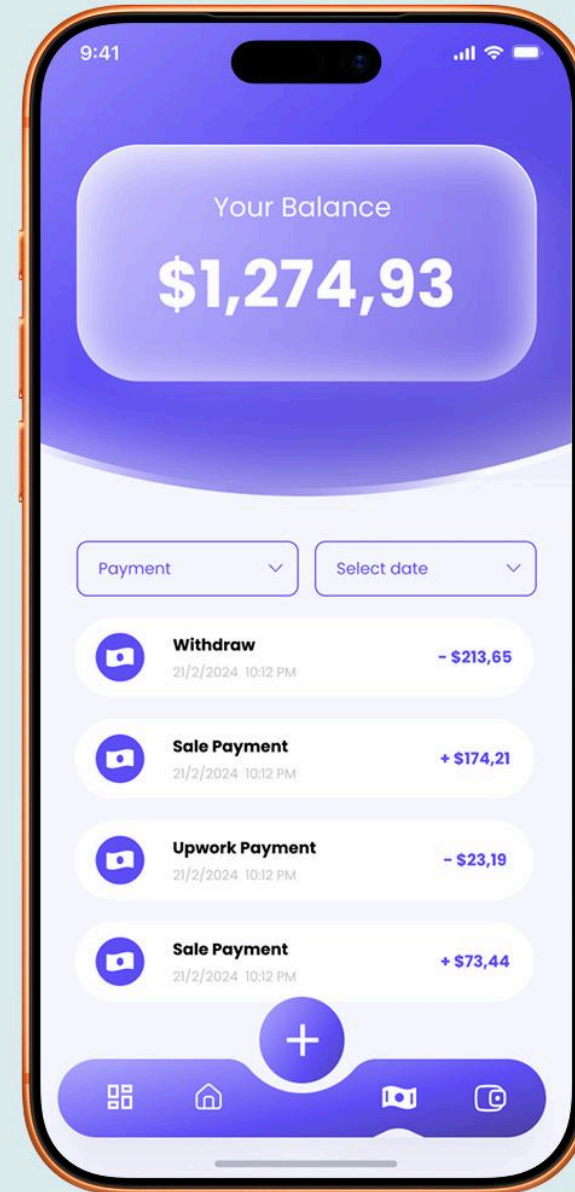 9:41
Your Balance
$1,274,93
Payment
Select date
Withdraw
21/2/2024 10:12 PM
- $213,65
Sale Payment
21/2/2024 10:12 PM
+ $174,21
Upwork Payment
21/2/2024 10:12 PM
- $23,19
Sale Payment
21/2/2024 10:12 PM
+ $73,44